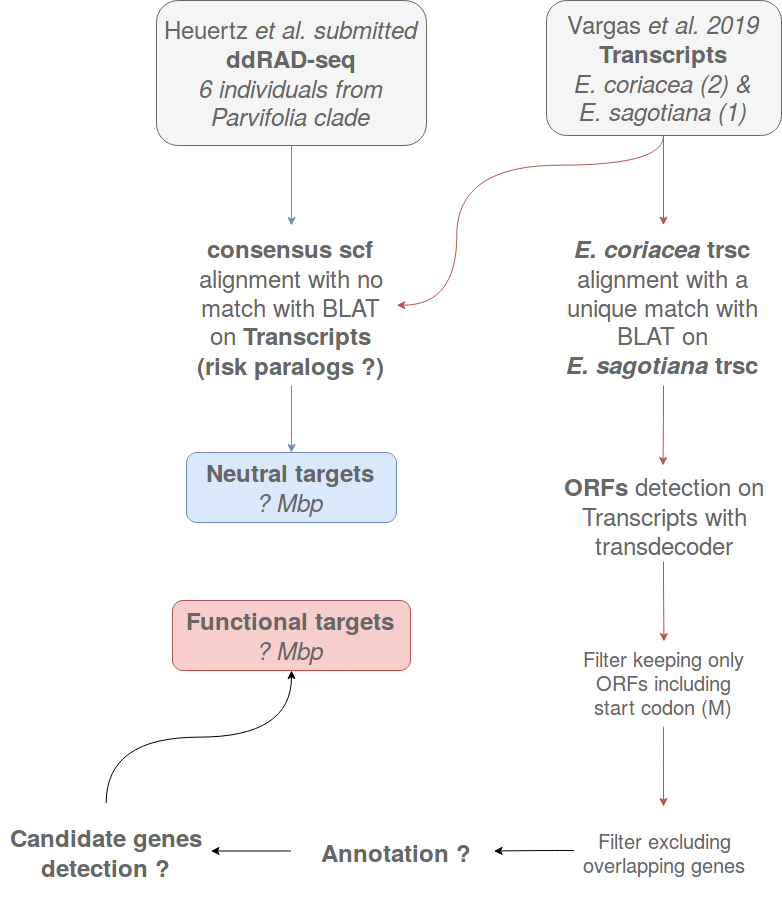 Heuertz et al. submitted
ddRAD-seq
6 individuals from
Parvifolia clade
Vargas et al. 2019
Transcripts
E. coriacea (2) &
E. sagotiana (1)
consensus scf
alignment with no
match with BLAT
on Transcripts
(risk paralogs ?)
E. coriacea trsc
alignment with a
unique match with
BLAT on
E. sagotiana trsc
Neutral targets
? Mbp
ORFs detection on
Transcripts with
transdecoder
Functional targets
? Mbp
Filter keeping only
ORFs including
start codon (M)
Filter excluding
overlapping genes
Annotation ?
Candidate genes
detection ?